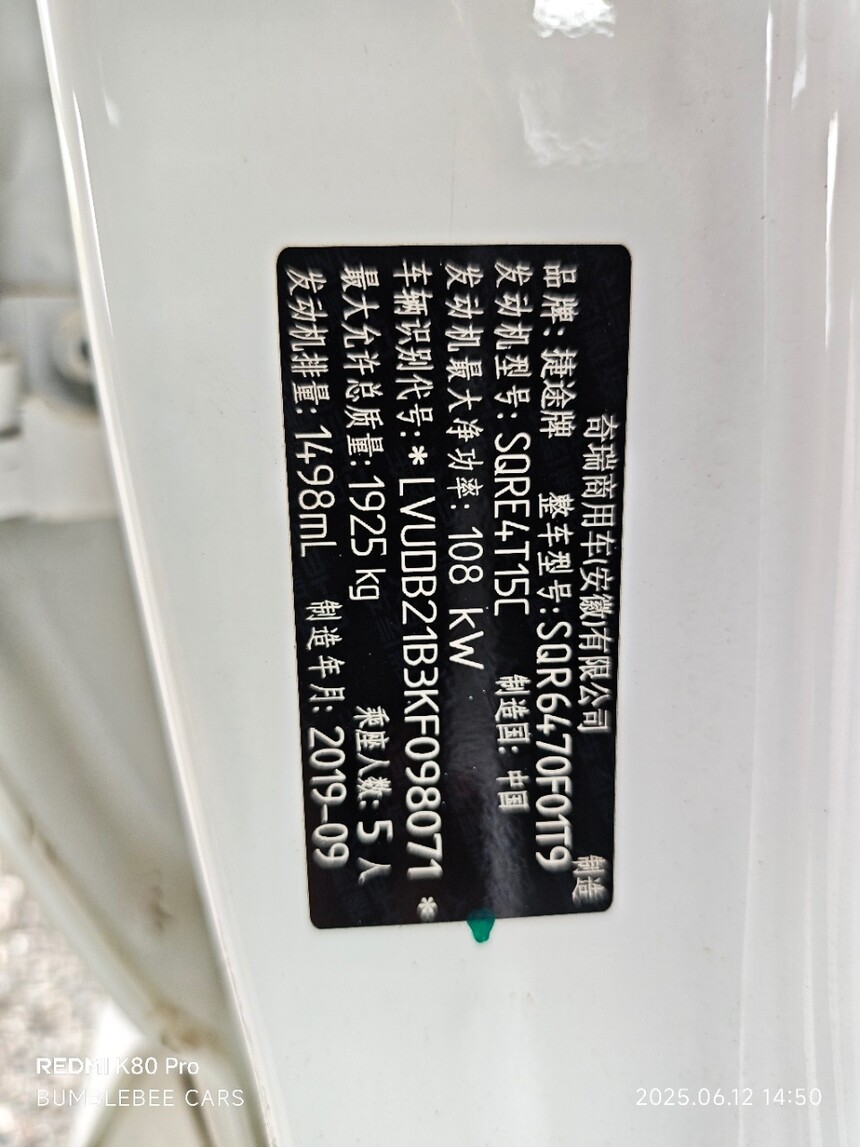 奇瑞商用车(安徽)有限公司 制造
品牌: 捷途牌 整车型号:SQR6470F01T9
发动机型号:SQRE4T15C 制造国: 中国
发动机最大净功率: 108 kW
车辆识别代号:*LVUDB21B3KF098071*
最大允许总质量:1925 kg 乘座人数:5人
发动机排量:1498mL 制造年月: 2019-09
REDMI K80 Pro
BUMBLEBEE CARS
2025.06.12 14:50